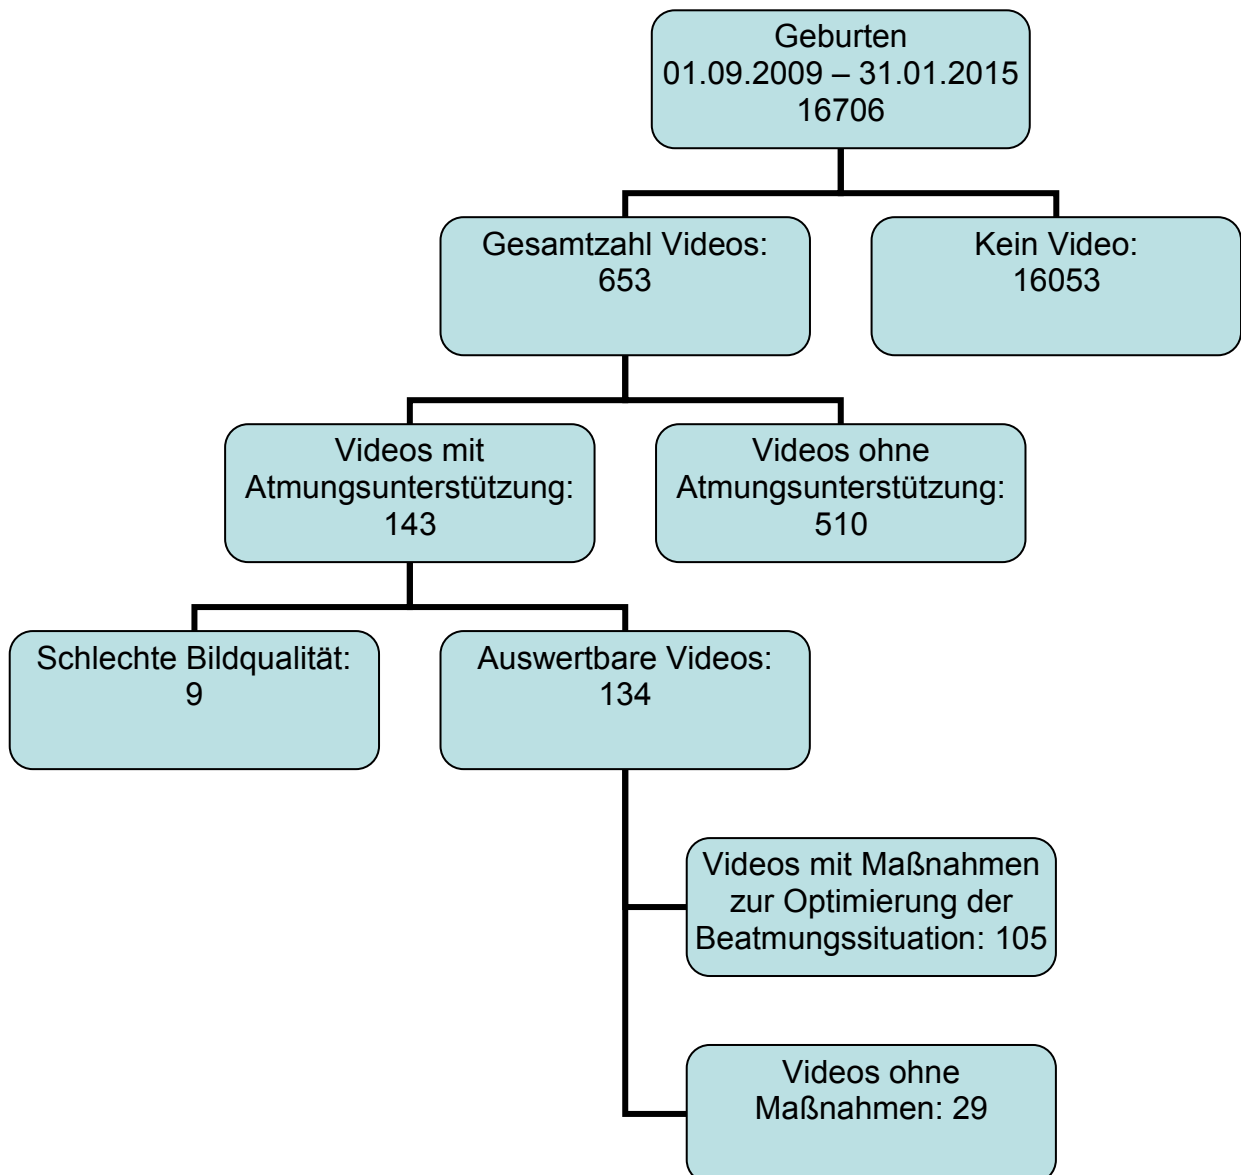 Geburten
01.09.2009 – 31.01.2015
16706
Gesamtzahl Videos:
653
Kein Video:
16053
Videos mit
Atmungsunterstützung:
143
Videos ohne
Atmungsunterstützung:
510
Schlechte Bildqualität:
9
Auswertbare Videos:
134
Videos mit Maßnahmen
zur Optimierung der
Beatmungssituation: 105
Videos ohne
Maßnahmen: 29